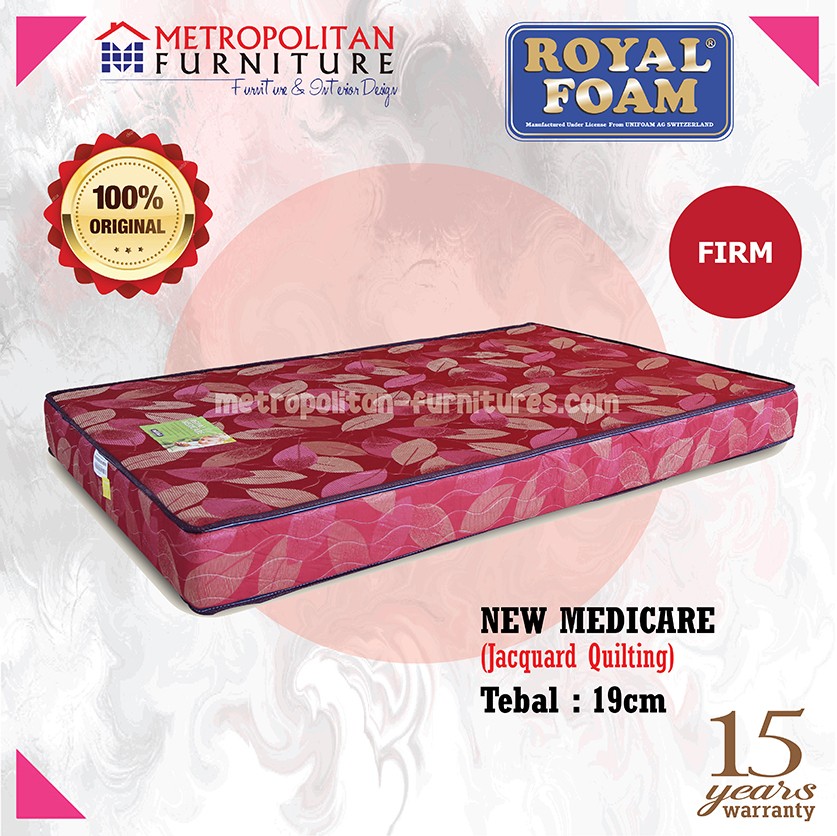 METROPOLITAN
FURNITURE
Furniture & Interior Design
ROYAL
FOAM®
Manufactured Under License From UNIFOAM AG SWITZERLAND
100%
ORIGINAL
FIRM
metropolitan-furnitures.com
NEW MEDICARE
(Jacquard Quilting)
Tebal : 19cm
15
years
warranty